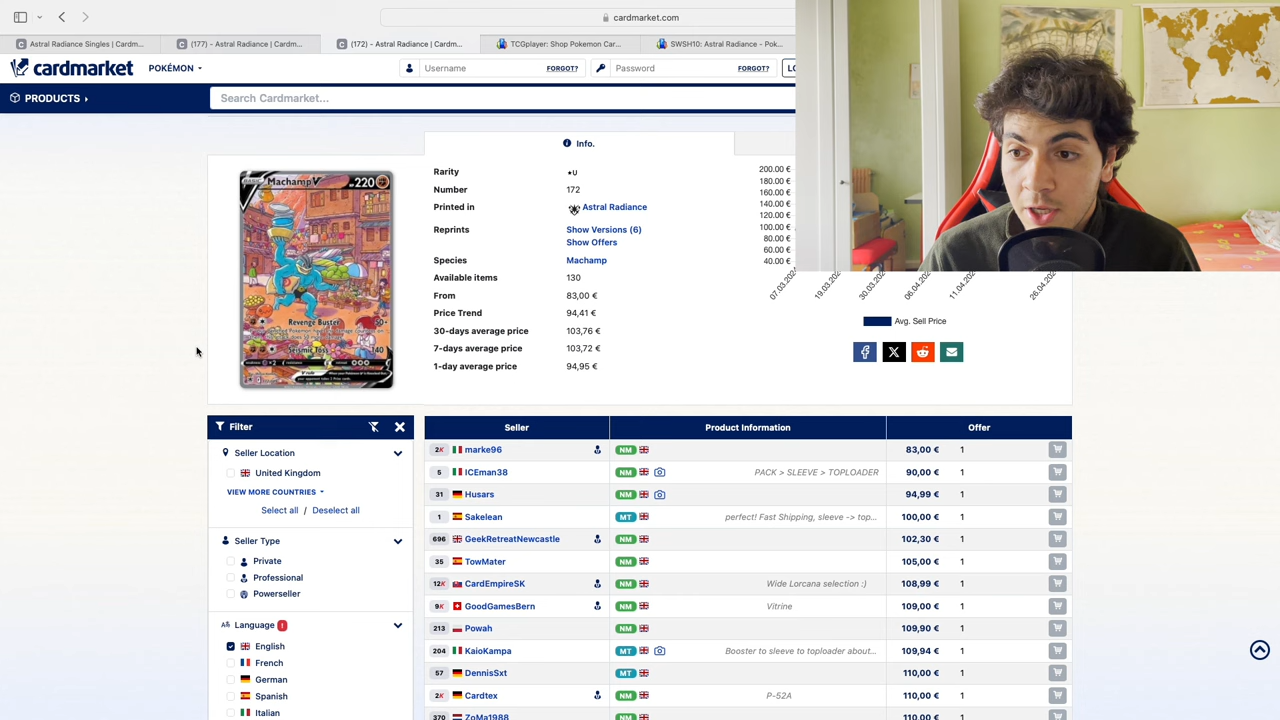 cardmarket.com
Astral Radiance Singles | Cardm...
(177) - Astral Radiance | Cardm...
(172) - Astral Radiance | Cardm...
TCGplayer: Shop Pokemon Car...
SWSH10: Astral Radiance - Pok...
cardmarket
POKÉMON
Username
FORGOT?
Password
FORGOT?
LO
PRODUCTS
Search Cardmarket...
Info.
Machamp V 220
Revenge Buster
Seismic Toss 140
Rarity ★U
Number 172
Printed in Astral Radiance
Reprints Show Versions (6)
Show Offers
Species Machamp
Available items 130
From 83,00 €
Price Trend 94,41 €
30-days average price 103,76 €
7-days average price 103,72 €
1-day average price 94,95 €
200.00 €
180.00 €
160.00 €
140.00 €
120.00 €
100.00 €
80.00 €
60.00 €
40.00 €
Avg. Sell Price
Filter
Seller Location
United Kingdom
VIEW MORE COUNTRIES
Select all / Deselect all
Seller Type
Private
Professional
Powerseller
Language !
English
French
German
Spanish
Italian
Seller Product Information Offer
2K marke96 NM 83,00 € 1
5 ICEman38 NM PACK > SLEEVE > TOPLOADER 90,00 € 1
31 Husars NM 94,99 € 1
1 Sakelean MT perfect! Fast Shipping, sleeve -> top... 100,00 € 1
696 GeekRetreatNewcastle NM 102,30 € 1
35 TowMater NM 105,00 € 1
12K CardEmpireSK NM Wide Lorcana selection :) 108,99 € 1
9K GoodGamesBern NM Vitrine 109,00 € 1
213 Powah NM 109,90 € 1
204 KaioKampa MT Booster to sleeve to toploader about... 109,94 € 1
57 DennisSxt MT 110,00 € 1
2K Cardtex NM P-52A 110,00 € 1
370 ZoMa1988 NM 110,00 € 1